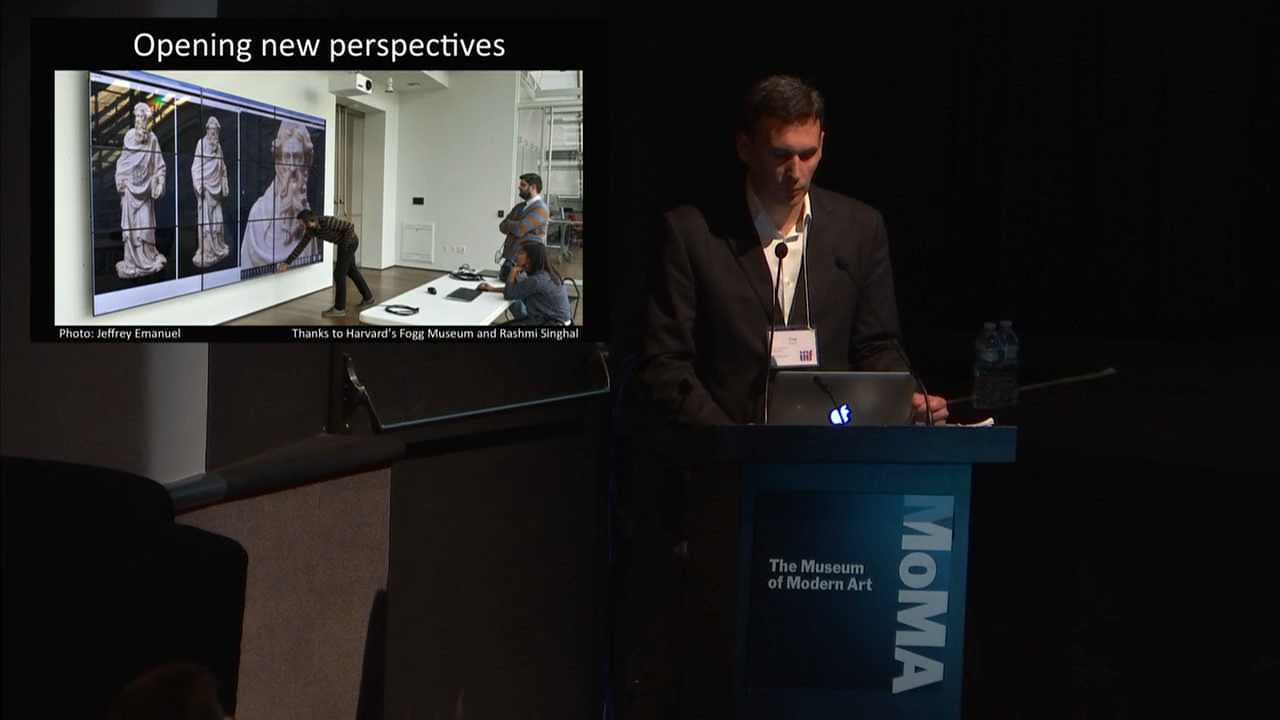 Opening new perspectives
Photo: Jeffrey Emanuel
Thanks to Harvard's Fogg Museum and Rashmi Singhal
iiif
The Museum
of Modern Art
MoMA